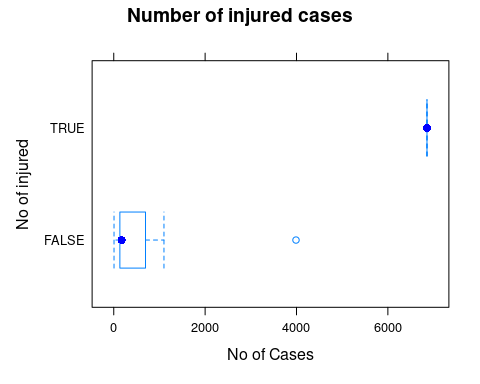 Number of injured cases
TRUE
No of injured
FALSE
0 2000 4000 6000
No of Cases